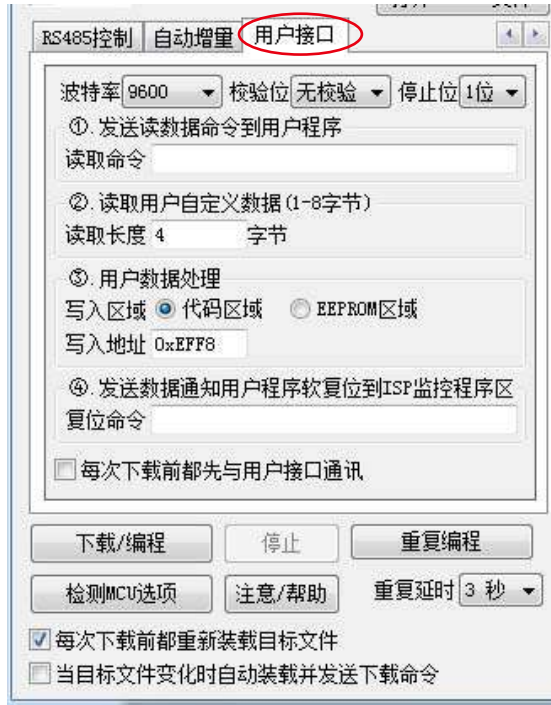 RS485控制 自动增量 用户接口
波特率 9600 校验位 无校验 停止位 1位
①.发送读数据命令到用户程序
读取命令
②.读取用户自定义数据(1-8字节)
读取长度 4 字节
③.用户数据处理
写入区域 代码区域 EEPROM区域
写入地址 0xEFF8
④.发送数据通知用户程序软复位到ISP监控程序区
复位命令
每次下载前都先与用户接口通讯
下载/编程 停止 重复编程
检测MCU选项 注意/帮助 重复延时 3 秒
每次下载前都重新装载目标文件
当目标文件变化时自动装载并发送下载命令